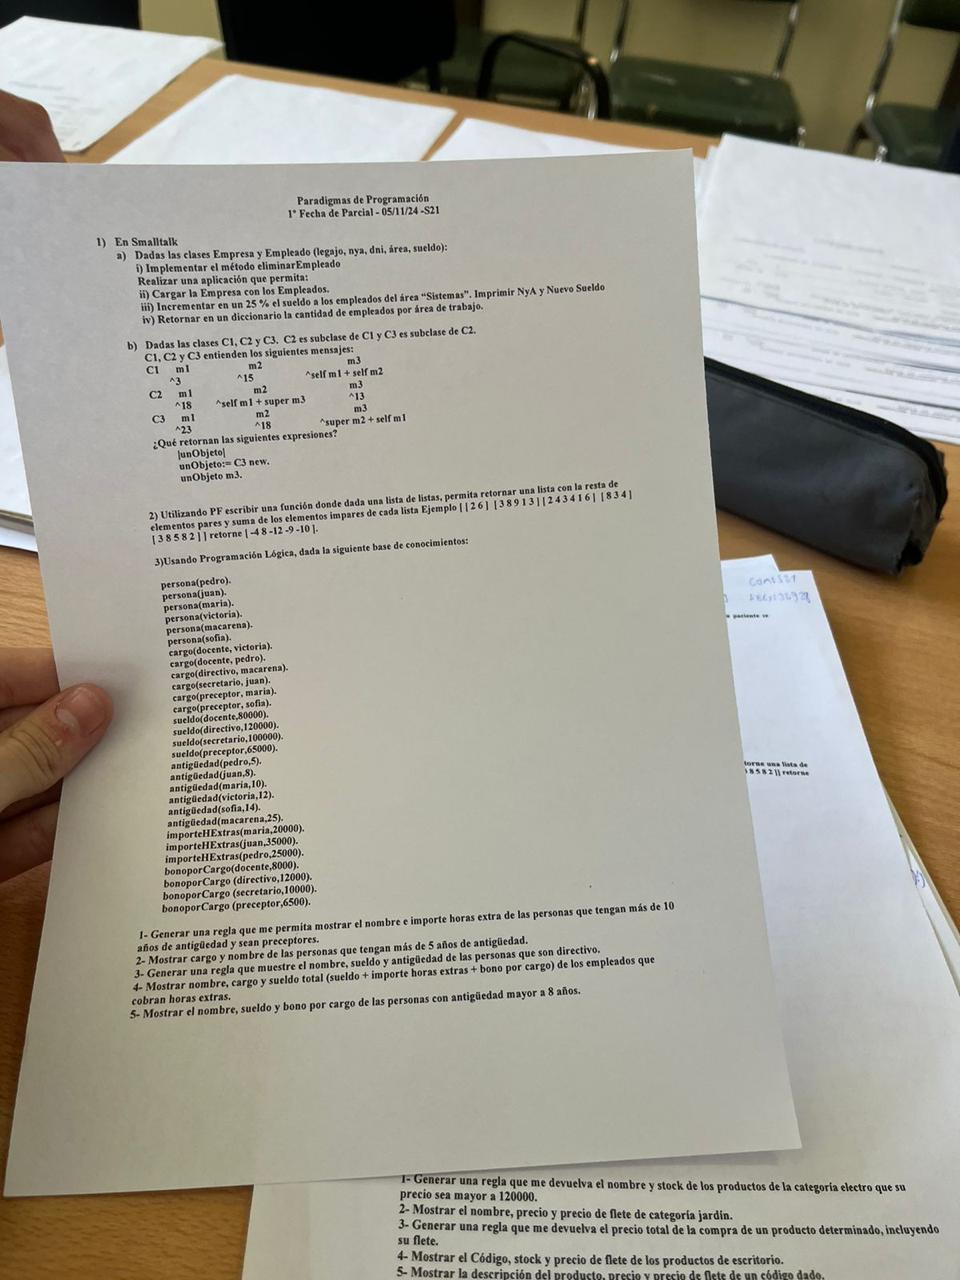 Paradigmas de Programación
1° Fecha de Parcial - 05/11/24 -S21
1) En Smalltalk
a) Dadas las clases Empresa y Empleado (legajo, nya, dni, área, sueldo):
i) Implementar el método eliminarEmpleado
Realizar una aplicación que permita:
ii) Cargar la Empresa con los Empleados.
iii) Incrementar en un 25 % el sueldo a los empleados del área “Sistemas”. Imprimir NyA y Nuevo Sueldo
iv) Retornar en un diccionario la cantidad de empleados por área de trabajo.
b) Dadas las clases C1, C2 y C3. C2 es subclase de C1 y C3 es subclase de C2.
C1, C2 y C3 entienden los siguientes mensajes:
C1 m1 m2 m3
^3 ^15 ^self m1 + self m2
C2 m1 m2 m3
^18 ^self m1 + super m3 ^13
C3 m1 m2 m3
^23 ^18 ^super m2 + self m1
¿Qué retornan las siguientes expresiones?
|unObjeto|
unObjeto:= C3 new.
unObjeto m3.
2) Utilizando PF escribir una función donde dada una lista de listas, permita retornar una lista con la resta de
elementos pares y suma de los elementos impares de cada lista Ejemplo [ [ 2 6 ] [ 3 8 9 1 3 ] [ 2 4 3 4 1 6 ] [ 8 3 4 ]
[ 3 8 5 8 2 ] ] retorne [ -4 8 -12 -9 -10 ].
3)Usando Programación Lógica, dada la siguiente base de conocimientos:
persona(pedro).
persona(juan).
persona(maria).
persona(victoria).
persona(macarena).
persona(sofia).
cargo(docente, victoria).
cargo(docente, pedro).
cargo(directivo, macarena).
cargo(secretario, juan).
cargo(preceptor, maria).
cargo(preceptor, sofia).
sueldo(docente,80000).
sueldo(directivo,120000).
sueldo(secretario,100000).
sueldo(preceptor,65000).
antigüedad(pedro,5).
antigüedad(juan,8).
antigüedad(maria,10).
antigüedad(victoria,12).
antigüedad(sofia,14).
antigüedad(macarena,25).
importeHExtras(maria,20000).
importeHExtras(juan,35000).
importeHExtras(pedro,25000).
bonoporCargo(docente,8000).
bonoporCargo (directivo,12000).
bonoporCargo (secretario,10000).
bonoporCargo (preceptor,6500).
1- Generar una regla que me permita mostrar el nombre e importe horas extra de las personas que tengan más de 10
años de antigüedad y sean preceptores.
2- Mostrar cargo y nombre de las personas que tengan más de 5 años de antigüedad.
3- Generar una regla que muestre el nombre, sueldo y antigüedad de las personas que son directivo.
4- Mostrar nombre, cargo y sueldo total (sueldo + importe horas extras + bono por cargo) de los empleados que
cobran horas extras.
5- Mostrar el nombre, sueldo y bono por cargo de las personas con antigüedad mayor a 8 años.
paciente se
torne una lista de
8 5 8 2 ] ] retorne
1- Generar una regla que me devuelva el nombre y stock de los productos de la categoría electro que su
precio sea mayor a 120000.
2- Mostrar el nombre, precio y precio de flete de categoría jardín.
3- Generar una regla que me devuelva el precio total de la compra de un producto determinado, incluyendo
su flete.
4- Mostrar el Código, stock y precio de flete de los productos de escritorio.
5- Mostrar la descripción del producto, precio y precio de flete de un código dado.